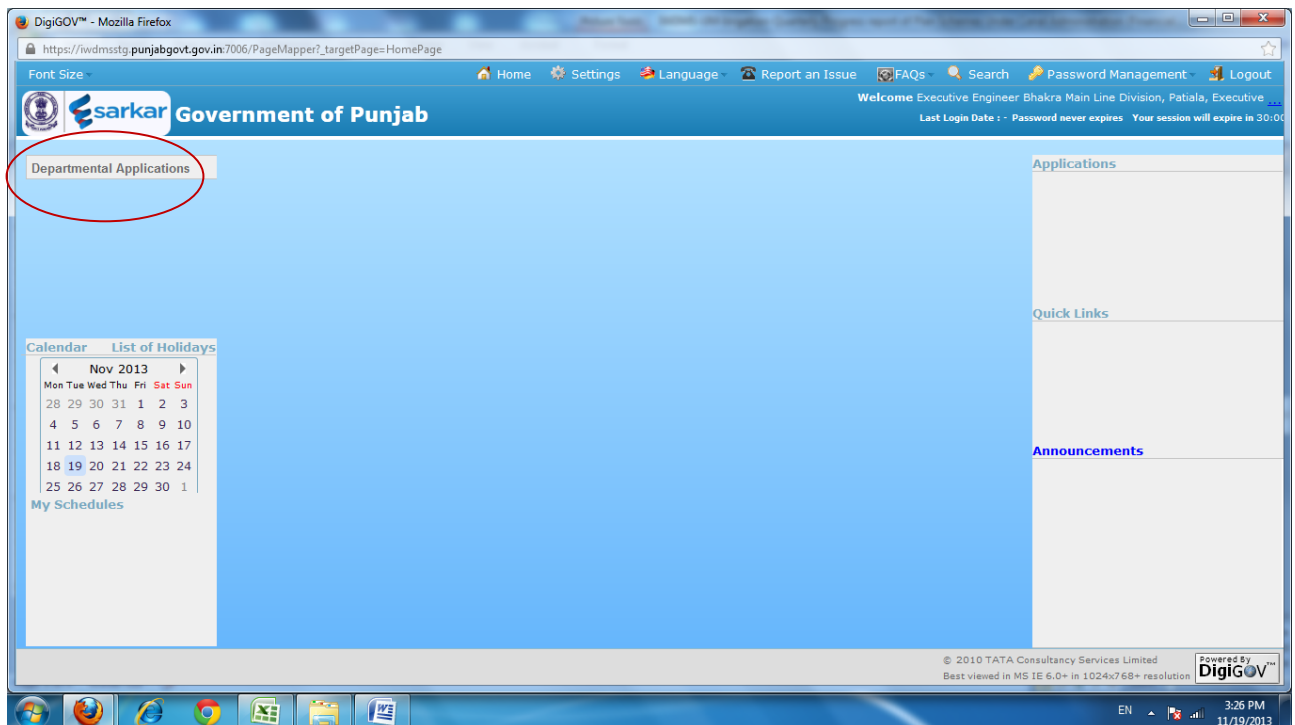 DigiGOV™ - Mozilla Firefox
https://iwdmsstg.punjabgovt.gov.in:7006/PageMapper?_targetPage=HomePage
Font Size Home Settings Language Report an Issue FAQs Search Password Management Logout
esarkar Government of Punjab
Welcome Executive Engineer Bhakra Main Line Division, Patiala, Executive ...
Last Login Date : - Password never expires Your session will expire in 30:00
Departmental Applications
Applications
Quick Links
Calendar List of Holidays
Nov 2013
Mon Tue Wed Thu Fri Sat Sun
28 29 30 31 1 2 3
4 5 6 7 8 9 10
11 12 13 14 15 16 17
18 19 20 21 22 23 24
25 26 27 28 29 30 1
My Schedules
Announcements
© 2010 TATA Consultancy Services Limited
Best viewed in MS IE 6.0+ in 1024x768+ resolution
Powered By
DigiGOV™
EN
3:26 PM
11/19/2013